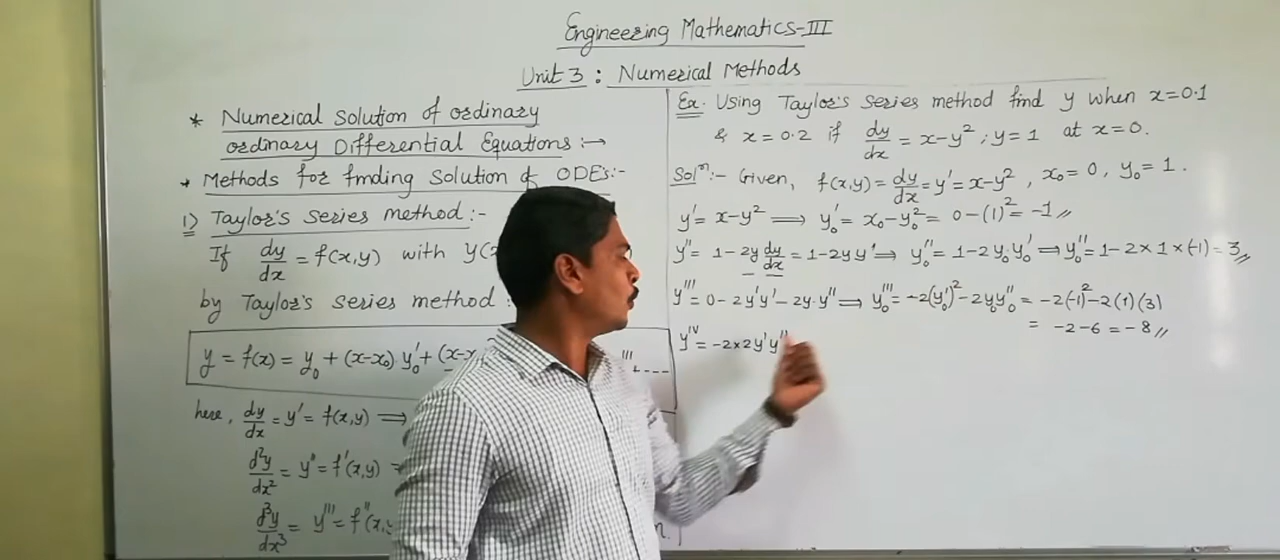 Engineering Mathematics-III
Unit 3 : Numerical Methods
* Numerical Solution of ordinary
ordinary Differential Equations :→
* Methods for finding Solution of ODEs:-
1) Taylor's Series method :-
If dy/dx = f(x,y) with y(x
by Taylor's Series method :
y = f(x) = y₀ + (x-x₀) y₀' + (x-x ''' + ----
here, dy/dx = y' = f(x,y) ⟹
d²y/dx² = y'' = f'(x,y) =
d³y/dx³ = y''' = f''(x,y n.
Ex. Using Taylor's series method find y when x=0.1
& x = 0.2 if dy/dx = x-y² ; y=1 at x=0.
Solⁿ:- Given, f(x,y) = dy/dx = y' = x-y² , x₀=0 , y₀=1.
y' = x-y² ⟹ y₀' = x₀-y₀² = 0-(1)² = -1 //
y'' = 1-2y dy/dx = 1-2yy' ⟹ y₀'' = 1-2y₀y₀' ⟹ y₀'' = 1-2×1×(-1) = 3 //
y''' = 0-2y'y'-2y.y'' ⟹ y₀''' = -2(y₀')²-2y₀y₀'' = -2(-1)²-2(1)(3)
= -2-6 = -8 //
y^IV = -2×2y'y''